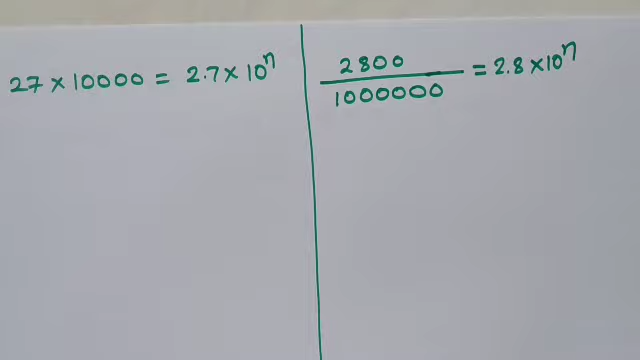 27 × 10000 = 2.7 × 10ⁿ
2800
1000000
= 2.8 × 10ⁿ